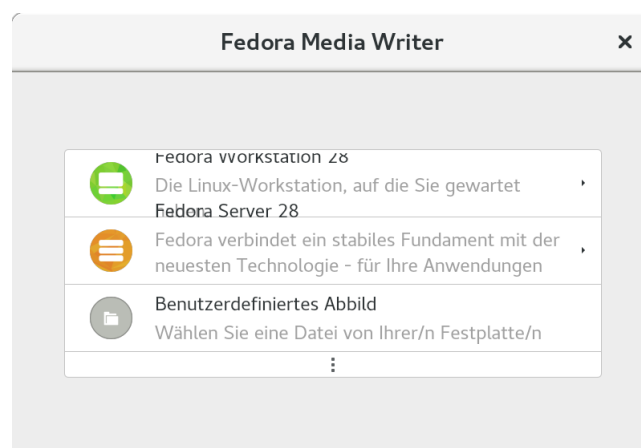 Fedora Media Writer
Fedora Workstation 28
Die Linux-Workstation, auf die Sie gewartet
Fedora Server 28
Fedora verbindet ein stabiles Fundament mit der
neuesten Technologie - für Ihre Anwendungen
Benutzerdefiniertes Abbild
Wählen Sie eine Datei von Ihrer/n Festplatte/n